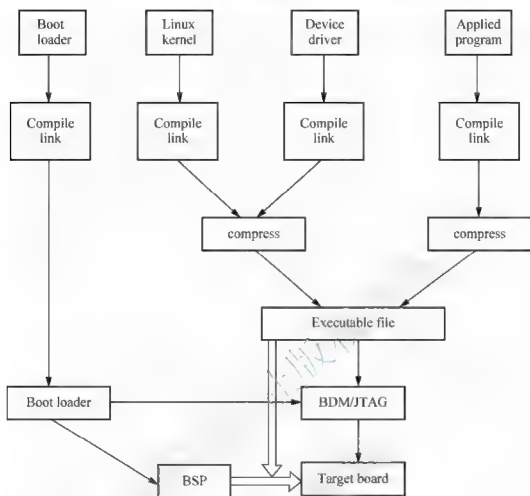 Boot
loader
Linux
kernel
Device
driver
Applied
program
Compile
link
Compile
link
Compile
link
Compile
link
compress
compress
Executable file
Boot loader
BDM/JTAG
BSP
Target board